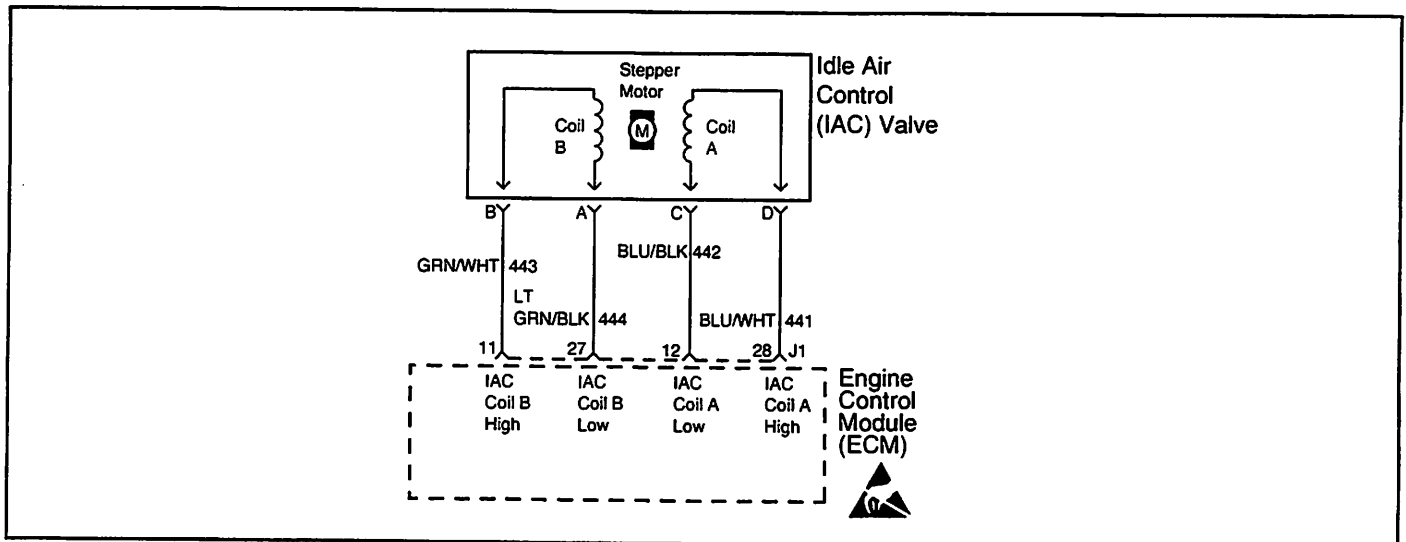 Stepper
Motor
Idle Air
Control
(IAC) Valve
Coil
B
M
Coil
A
B
A
C
D
GRN/WHT 443
BLU/BLK 442
LT
GRN/BLK 444
BLU/WHT 441
11
27
12
28
J1
IAC
Coil B
High
IAC
Coil B
Low
IAC
Coil A
Low
IAC
Coil A
High
Engine
Control
Module
(ECM)